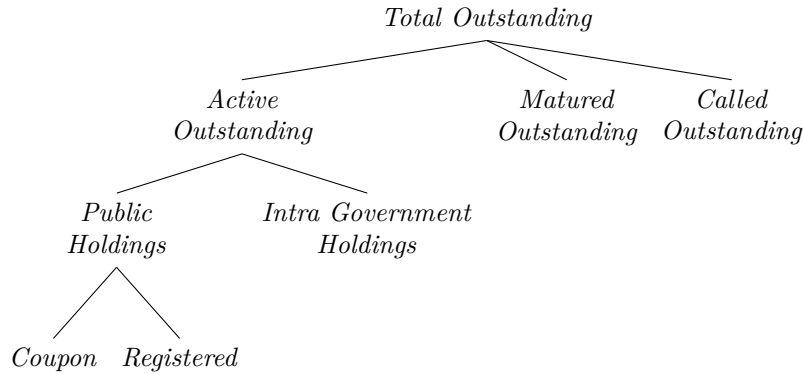 Total Outstanding
Active
Outstanding
Matured
Outstanding
Called
Outstanding
Public
Holdings
Intra Government
Holdings
Coupon
Registered